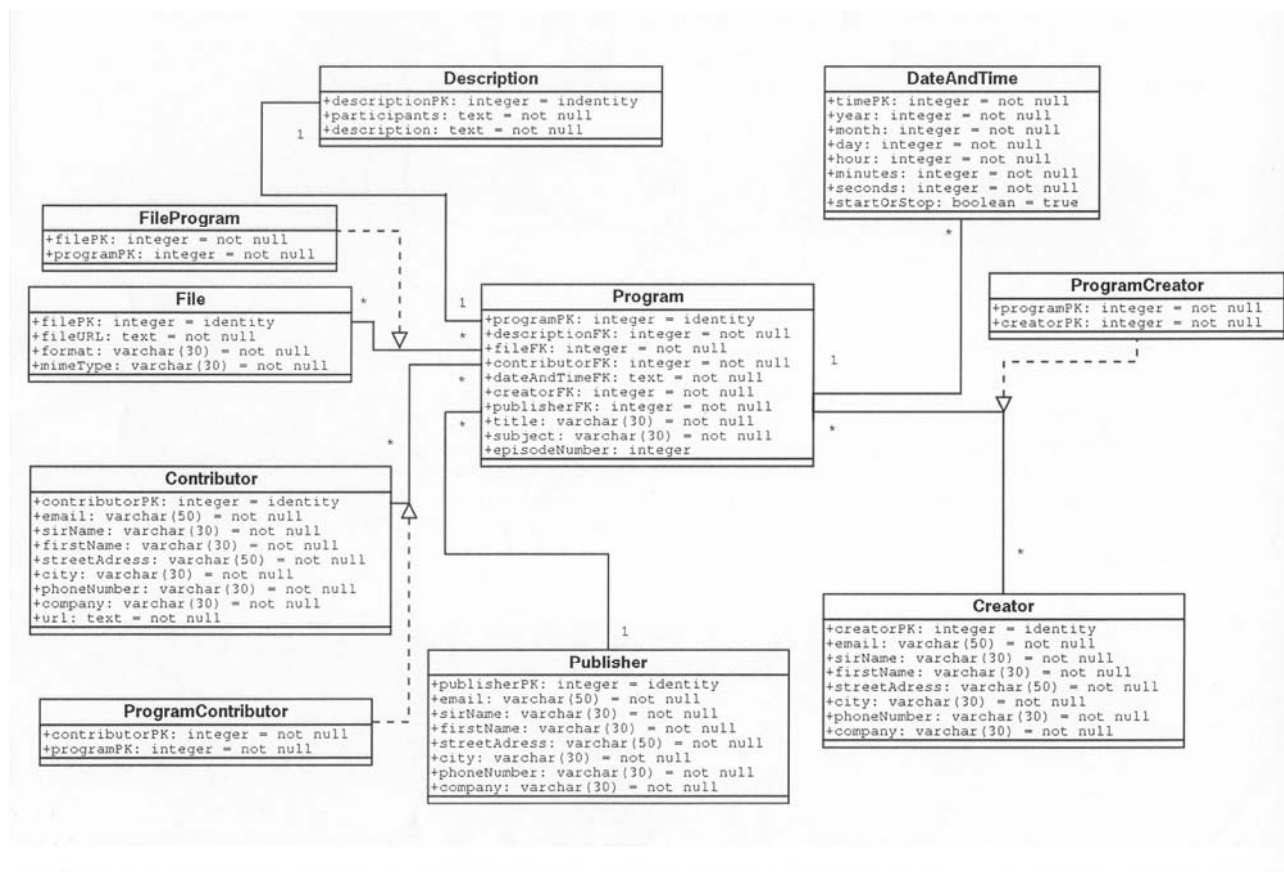 Description
+descriptionPK: integer = indentity
+participants: text = not null
+description: text = not null
1
DateAndTime
+timePK: integer = not null
+year: integer = not null
+month: integer = not null
+day: integer = not null
+hour: integer = not null
+minutes: integer = not null
+seconds: integer = not null
+startOrStop: boolean = true
*
FileProgram
+filePK: integer = not null
+programPK: integer = not null
File
+filePK: integer = identity
+fileURL: text = not null
+format: varchar(30) = not null
+mimeType: varchar(30) = not null
*
1
*
*
*
Program
+programPK: integer = identity
+descriptionFK: integer = not null
+fileFK: integer = not null
+contributorFK: integer = not null
+dateAndTimeFK: text = not null
+creatorFK: integer = not null
+publisherFK: integer = not null
+title: varchar(30) = not null
+subject: varchar(30) = not null
+episodeNumber: integer
1
*
ProgramCreator
+programPK: integer = not null
+creatorPK: integer = not null
*
Contributor
+contributorPK: integer = identity
+email: varchar(50) = not null
+sirName: varchar(30) = not null
+firstName: varchar(30) = not null
+streetAdress: varchar(50) = not null
+city: varchar(30) = not null
+phoneNumber: varchar(30) = not null
+company: varchar(30) = not null
+url: text = not null
ProgramContributor
+contributorPK: integer = not null
+programPK: integer = not null
1
Publisher
+publisherPK: integer = identity
+email: varchar(50) = not null
+sirName: varchar(30) = not null
+firstName: varchar(30) = not null
+streetAdress: varchar(50) = not null
+city: varchar(30) = not null
+phoneNumber: varchar(30) = not null
+company: varchar(30) = not null
*
Creator
+creatorPK: integer = identity
+email: varchar(50) = not null
+sirName: varchar(30) = not null
+firstName: varchar(30) = not null
+streetAdress: varchar(50) = not null
+city: varchar(30) = not null
+phoneNumber: varchar(30) = not null
+company: varchar(30) = not null